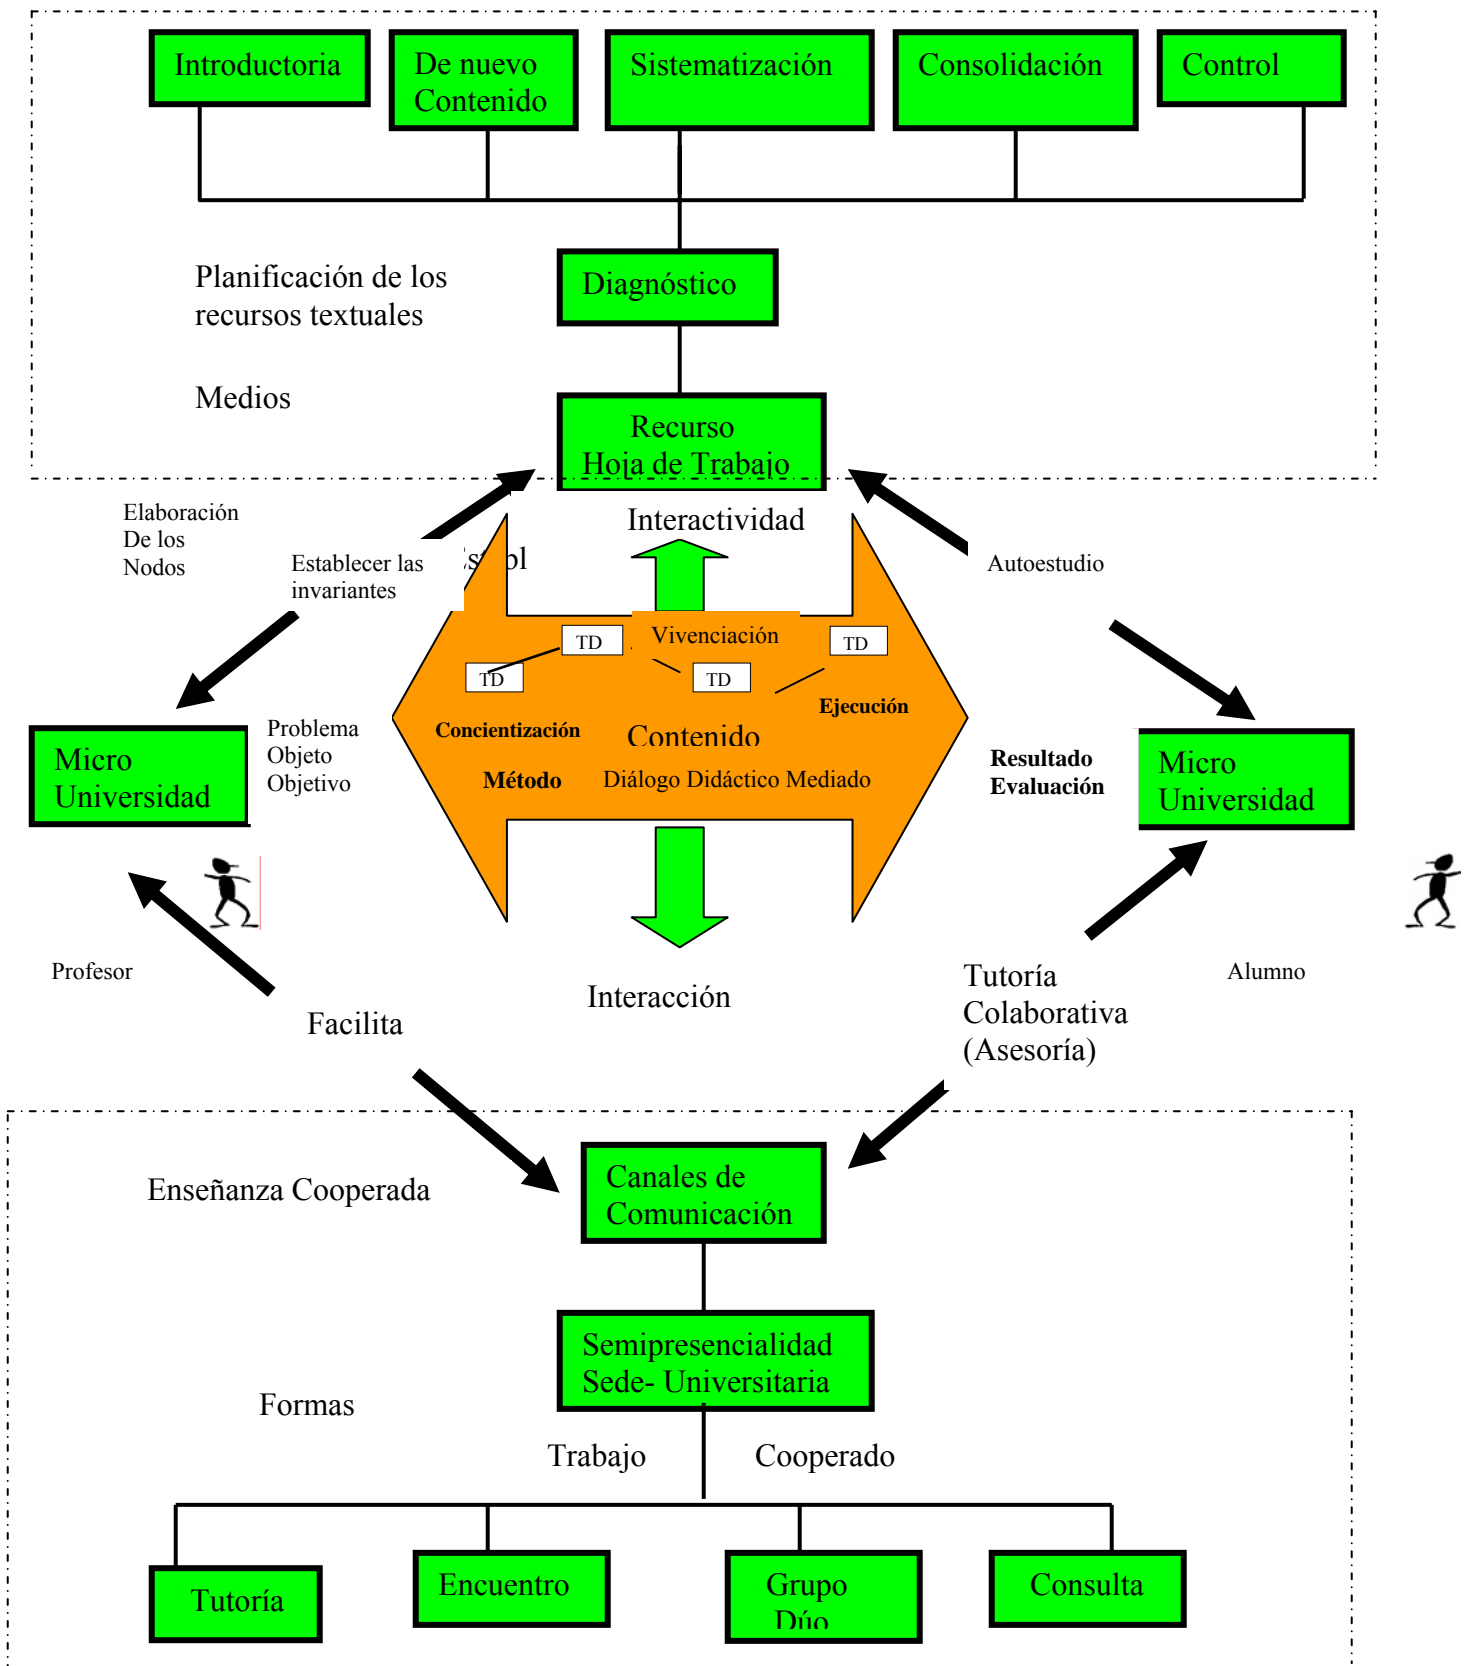 Introductoria
De nuevo
Contenido
Sistematización
Consolidación
Control
Planificación de los
recursos textuales
Diagnóstico
Medios
Recurso
Hoja de Trabajo
Elaboración
De los
Nodos
Establecer las
invariantes
Interactividad
Autoestudio
TD
Vivenciación
TD
TD
TD
Ejecución
Concientización
Contenido
Método
Diálogo Didáctico Mediado
Micro
Universidad
Problema
Objeto
Objetivo
Resultado
Evaluación
Micro
Universidad
Profesor
Facilita
Interacción
Tutoría
Colaborativa
(Asesoría)
Alumno
Enseñanza Cooperada
Canales de
Comunicación
Semipresencialidad
Sede- Universitaria
Formas
Trabajo Cooperado
Tutoría
Encuentro
Grupo
Dúo
Consulta